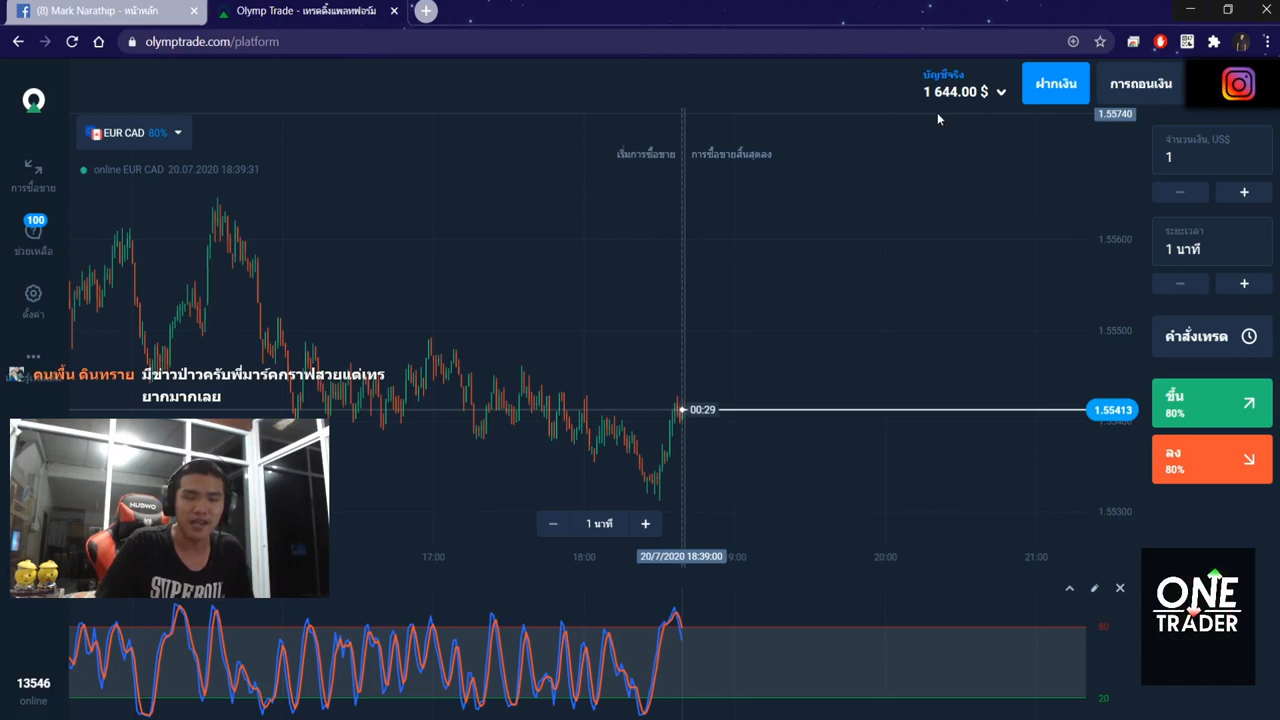 (8) Mark Narathip - หน้าหลัก
Olymp Trade - เทรดดิ้งแพลทฟอร์ม
olymptrade.com/platform
บัญชีจริง
1 644.00 $
ฝากเงิน
การถอนเงิน
EUR CAD 80%
online EUR CAD 20.07.2020 18:39:31
เริ่มการซื้อขาย
การซื้อขายสิ้นสุดลง
1.55740
จำนวนเงิน, US$
1
การซื้อขาย
100
ช่วยเหลือ
ตั้งค่า
1.55600
ระยะเวลา
1 นาที
1.55500
คำสั่งเทรด
คนพื้น ดินทราย มีข่าวป่าวครับพี่มาร์คกราฟสวยแต่เท
ยากมากเลย
00:29
1.55413
ขึ้น
80%
ลง
80%
1.55300
NUBWO
1 นาที
17:00
18:00
20/7/2020 18:39:00
9:00
20:00
21:00
ONE
TRADER
80
20
13546
online